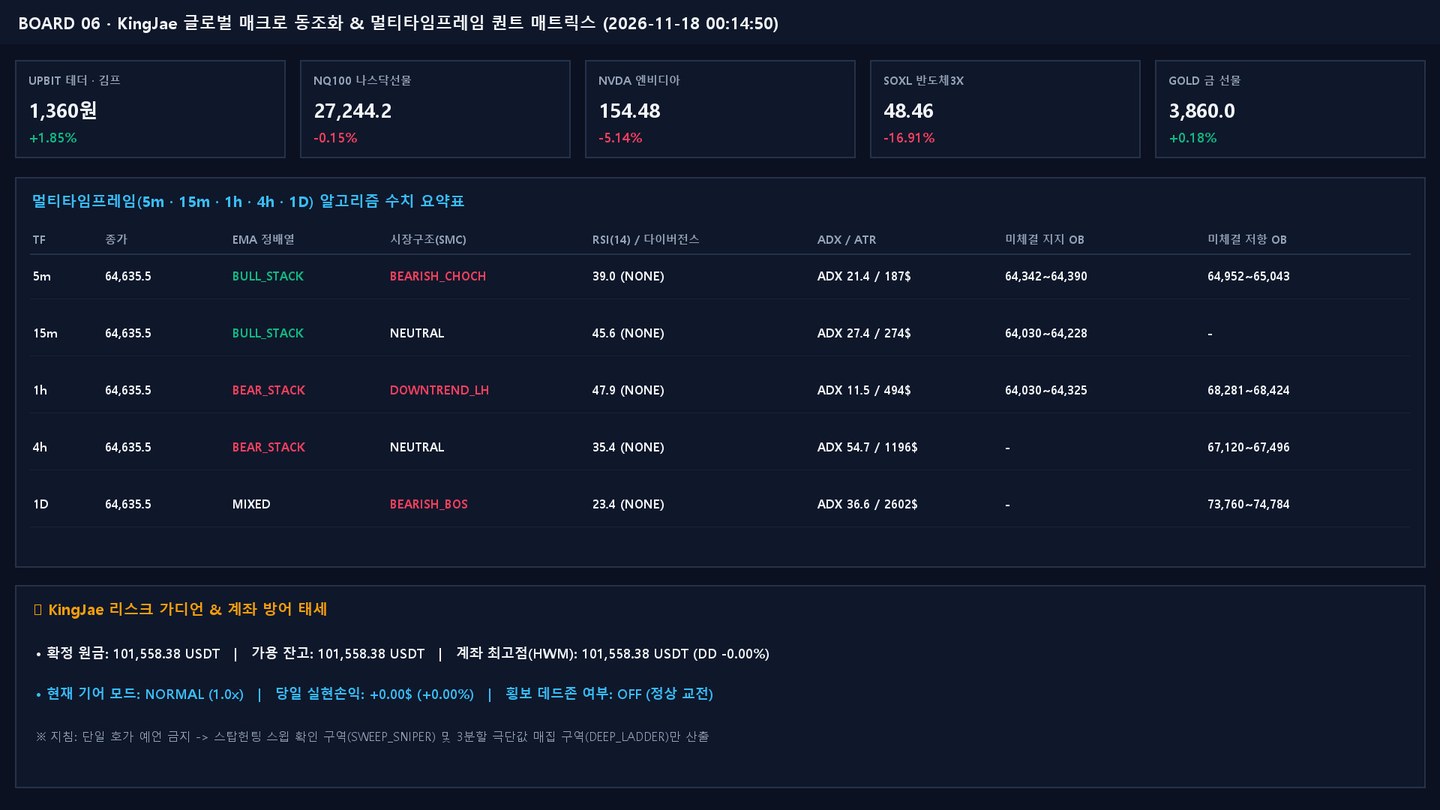 BOARD 06 · KingJae 글로벌 매크로 동조화 & 멀티타임프레임 퀀트 매트릭스 (2026-11-18 00:14:50)
UPBIT 테더 · 김프
1,360원
+1.85%
NQ100 나스닥선물
27,244.2
-0.15%
NVDA 엔비디아
154.48
-5.14%
SOXL 반도체3X
48.46
-16.91%
GOLD 금 선물
3,860.0
+0.18%
멀티타임프레임(5m · 15m · 1h · 4h · 1D) 알고리즘 수치 요약표
TF 종가 EMA 정배열 시장구조(SMC) RSI(14) / 다이버전스 ADX / ATR 미체결 지지 OB 미체결 저항 OB
5m 64,635.5 BULL_STACK BEARISH_CHOCH 39.0 (NONE) ADX 21.4 / 187$ 64,342~64,390 64,952~65,043
15m 64,635.5 BULL_STACK NEUTRAL 45.6 (NONE) ADX 27.4 / 274$ 64,030~64,228 -
1h 64,635.5 BEAR_STACK DOWNTREND_LH 47.9 (NONE) ADX 11.5 / 494$ 64,030~64,325 68,281~68,424
4h 64,635.5 BEAR_STACK NEUTRAL 35.4 (NONE) ADX 54.7 / 1196$ - 67,120~67,496
1D 64,635.5 MIXED BEARISH_BOS 23.4 (NONE) ADX 36.6 / 2602$ - 73,760~74,784
KingJae 리스크 가디언 & 계좌 방어 태세
• 확정 원금: 101,558.38 USDT | 가용 잔고: 101,558.38 USDT | 계좌 최고점(HWM): 101,558.38 USDT (DD -0.00%)
• 현재 기어 모드: NORMAL (1.0x) | 당일 실현손익: +0.00$ (+0.00%) | 횡보 데드존 여부: OFF (정상 교전)
※ 지침: 단일 호가 예언 금지 -> 스탑헌팅 스윕 확인 구역(SWEEP_SNIPER) 및 3분할 극단값 매집 구역(DEEP_LADDER)만 산출